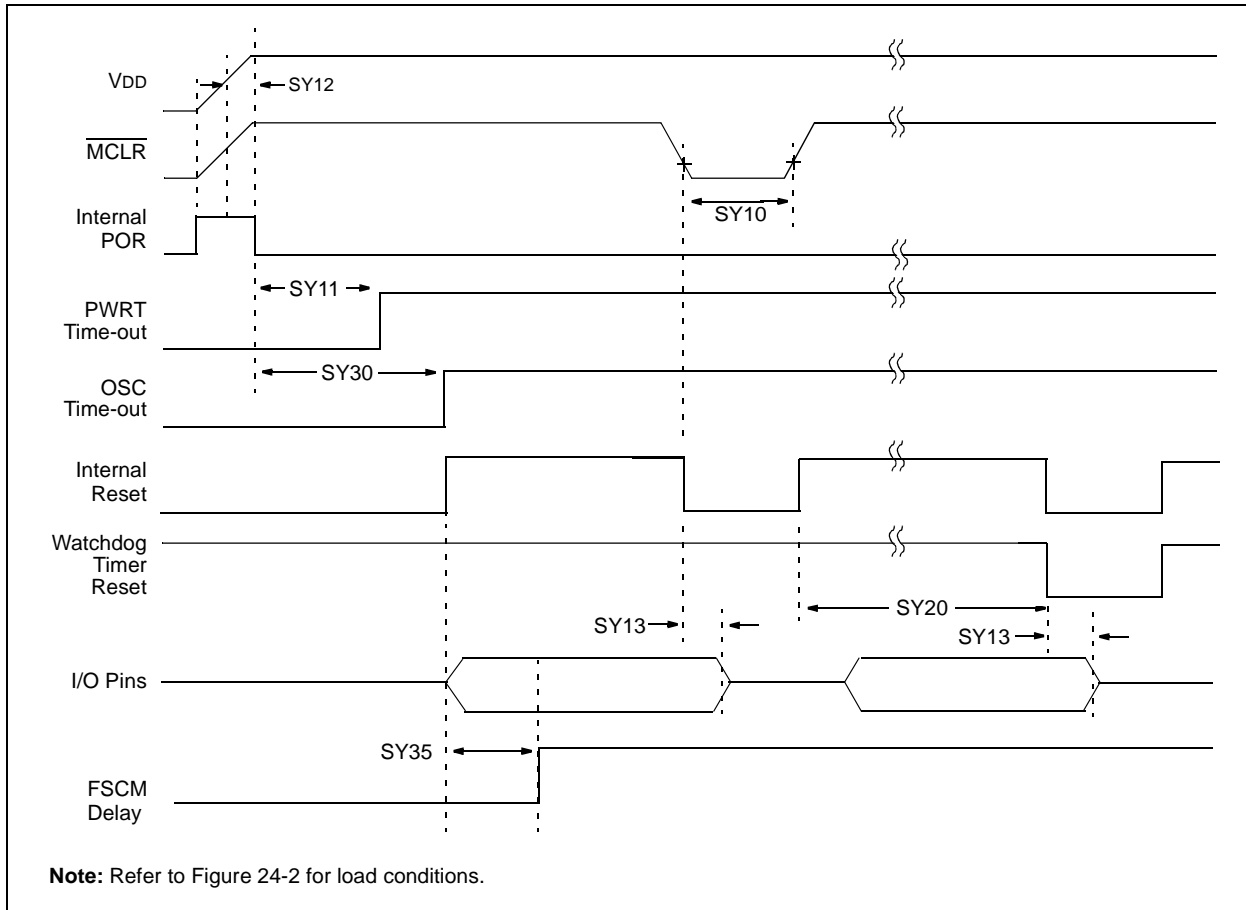 VDD
SY12
MCLR
SY10
Internal
POR
SY11
PWRT
Time-out
SY30
OSC
Time-out
Internal
Reset
Watchdog
Timer
Reset
SY20
SY13
SY13
I/O Pins
SY35
FSCM
Delay
Note: Refer to Figure 24-2 for load conditions.